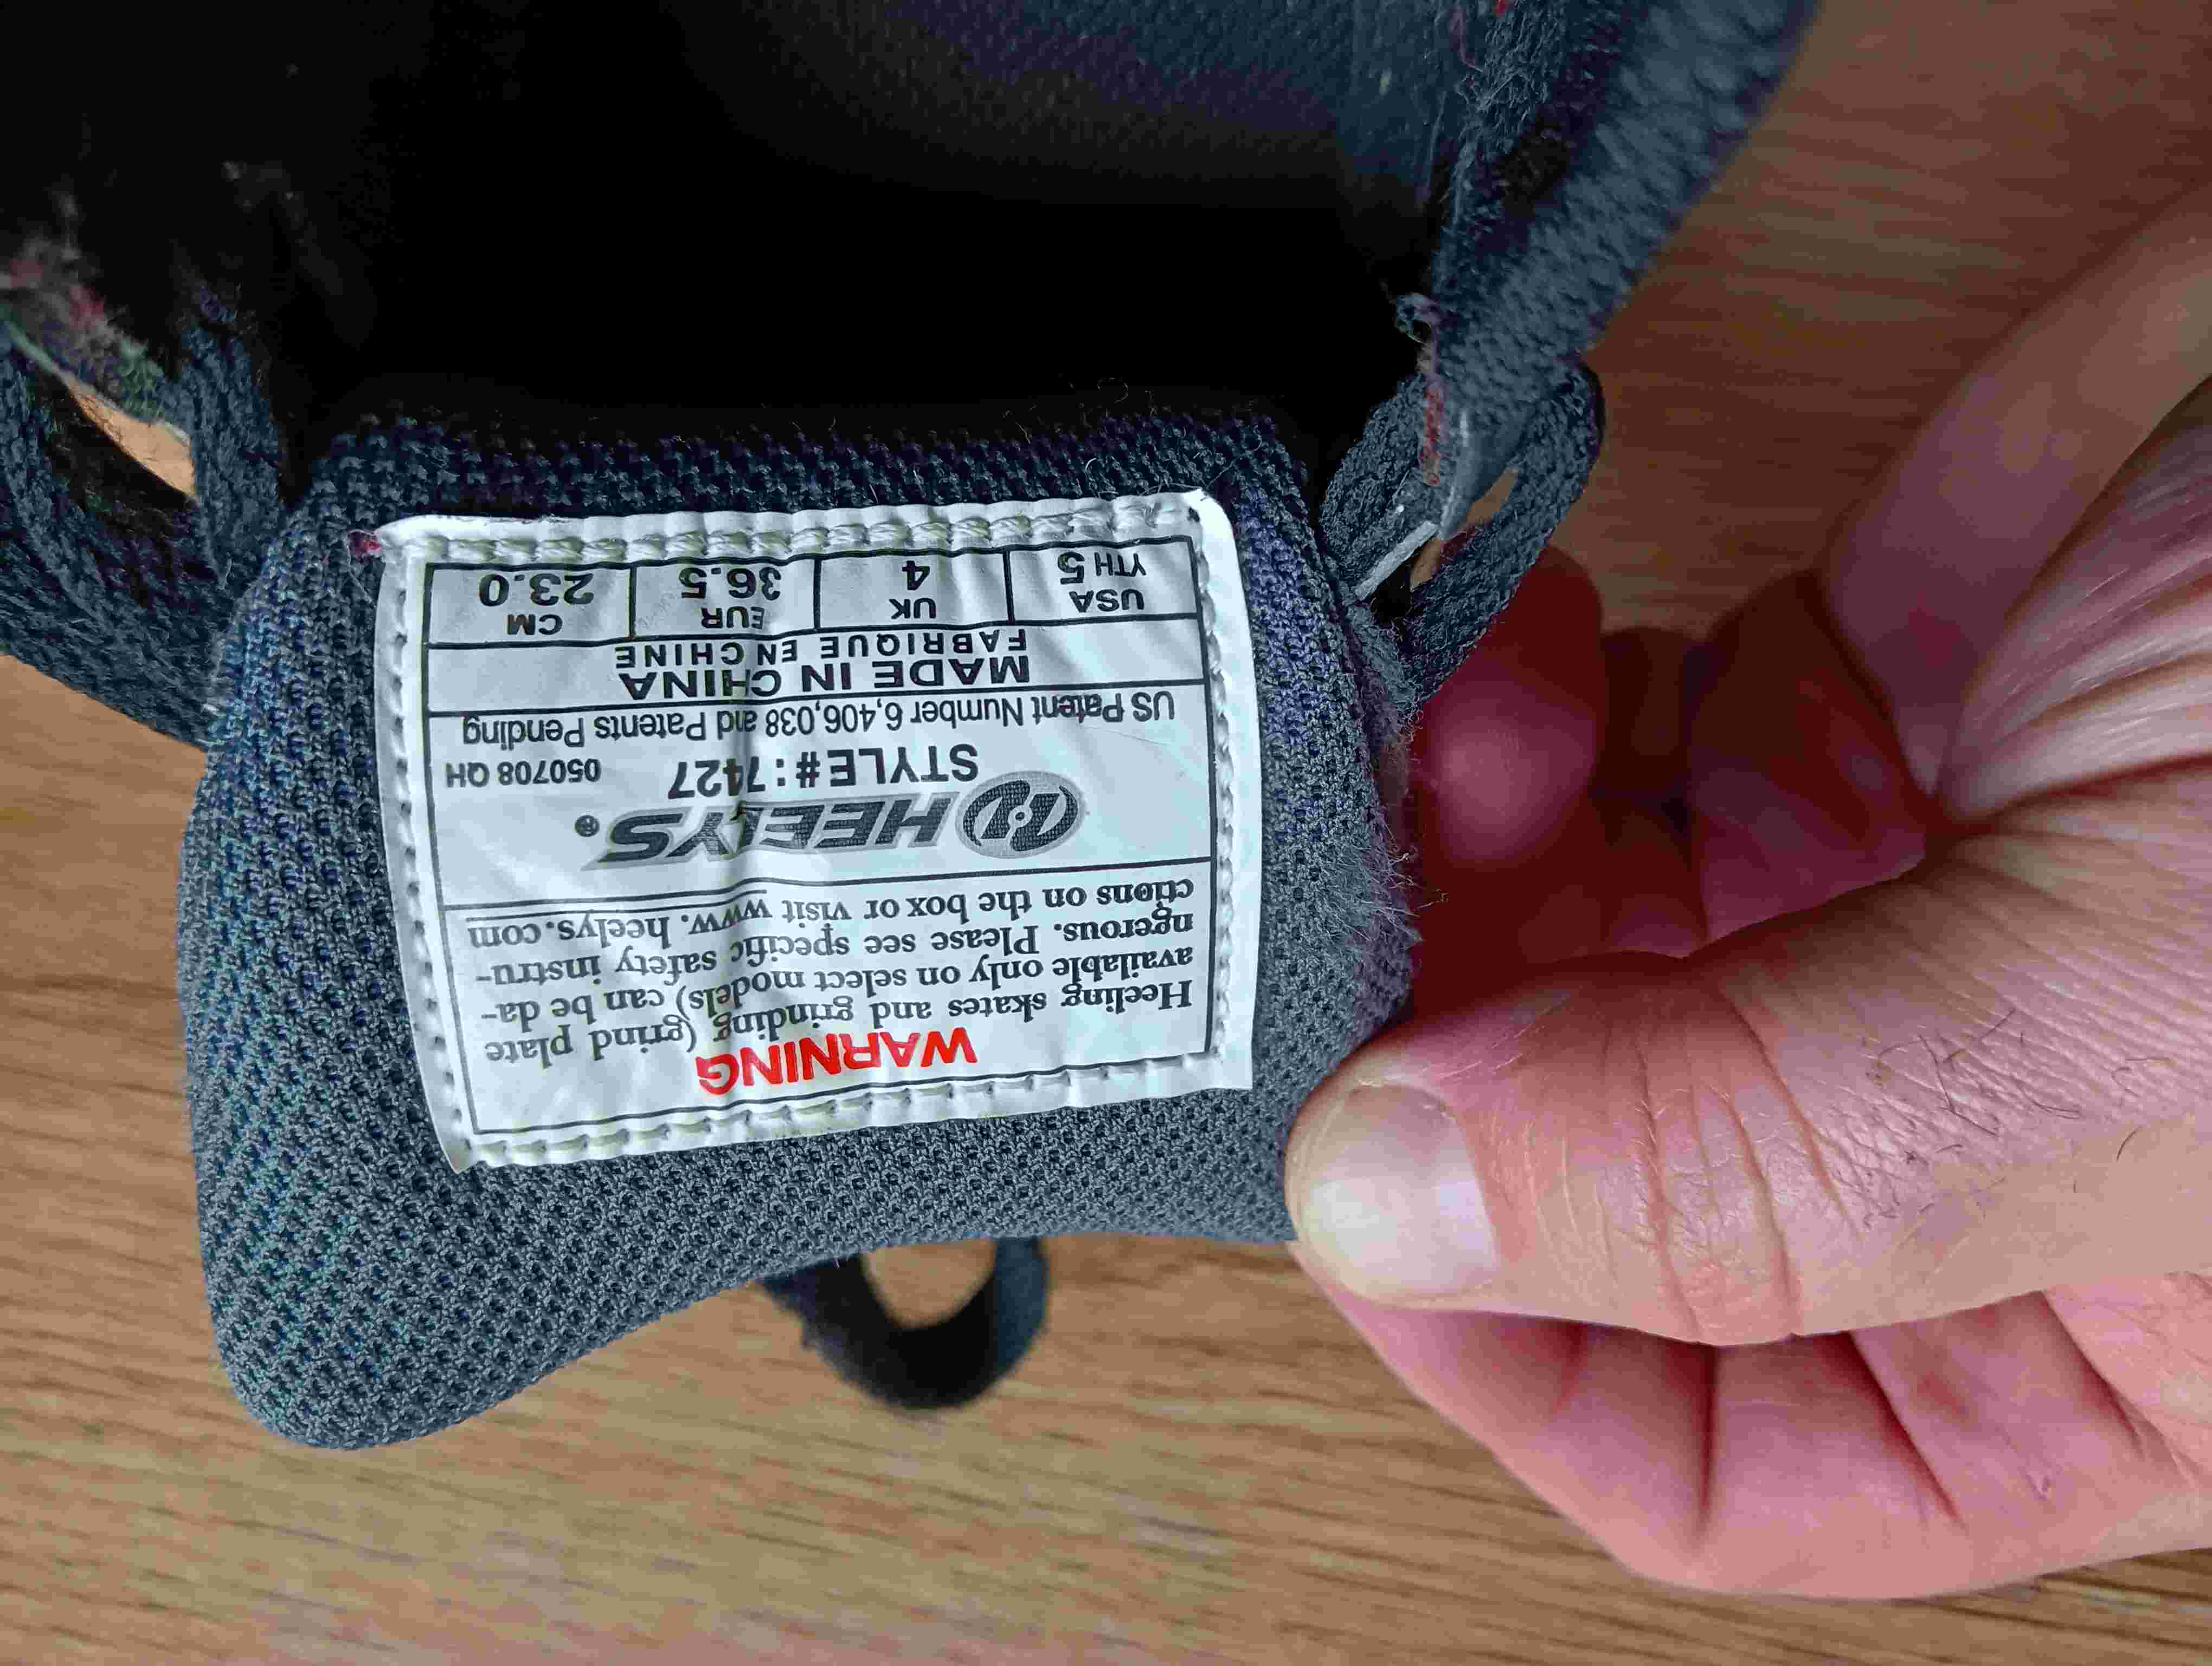 WARNING
Heeling skates and grinding (grind plate
available only on select models) can be da-
ngerous. Please see specific safety instru-
ctions on the box or visit www. heelys.com
HEELYS®
STYLE#:7427 050708 QH
US Patent Number 6,406,038 and Patents Pending
MADE IN CHINA
FABRIQUE EN CHINE
USA UK EUR CM
YTH 5 4 36.5 23.0